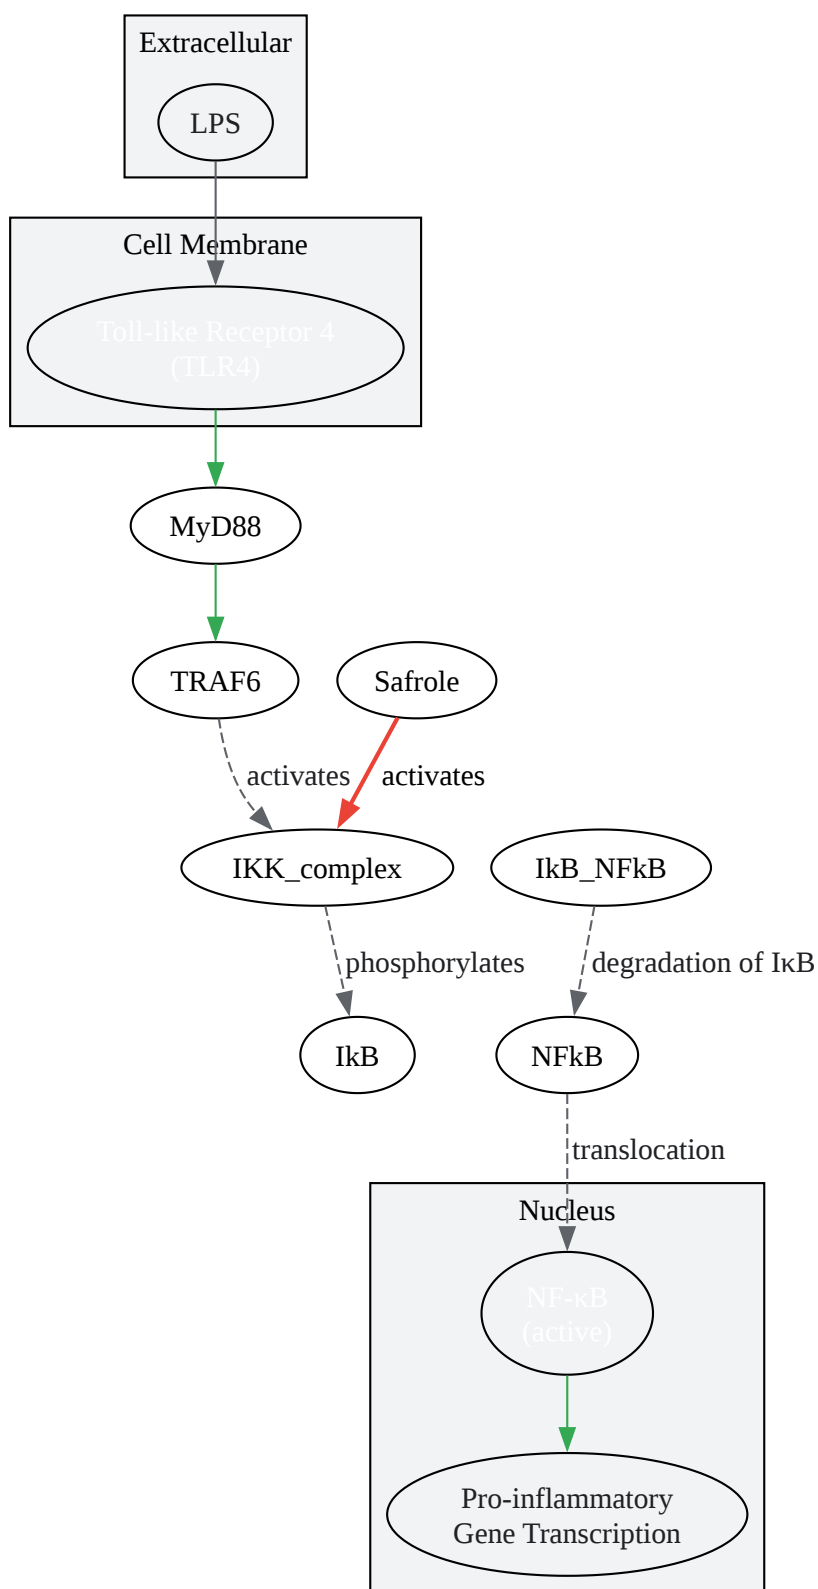 Extracellular
LPS
Cell Membrane
Toll-like Receptor 4
(TLR4)
MyD88
TRAF6
Safrole
activates
activates
IKK_complex
IkB_NFkB
phosphorylates
degradation of IκB
IkB
NFkB
translocation
Nucleus
NF-κB
(active)
Pro-inflammatory
Gene Transcription